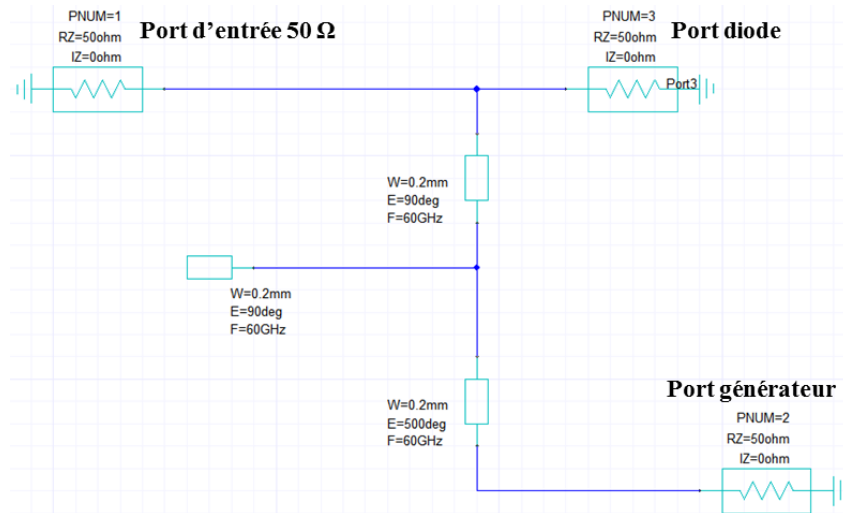 PNUM=1
RZ=50ohm
IZ=0ohm
Port d’entrée 50 Ω
PNUM=3
RZ=50ohm
IZ=0ohm
Port diode
Port3
W=0.2mm
E=90deg
F=60GHz
W=0.2mm
E=90deg
F=60GHz
W=0.2mm
E=500deg
F=60GHz
Port générateur
PNUM=2
RZ=50ohm
IZ=0ohm